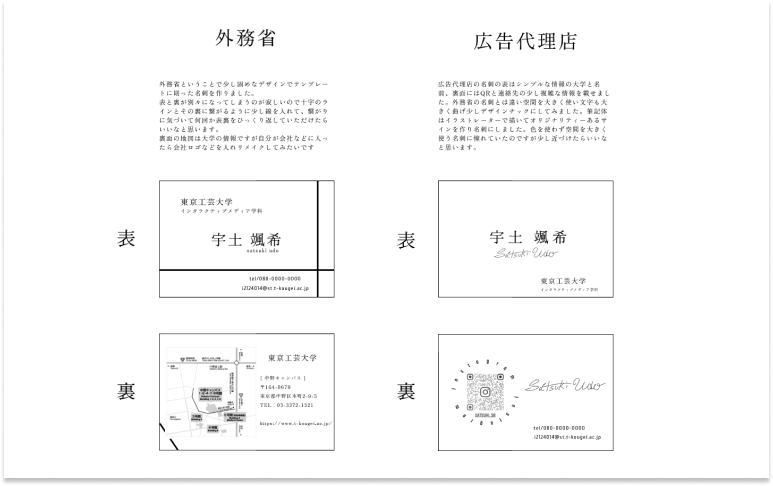 外務省
外務省ということで少し固めなデザインでテンプレー
トに則った名刺を作りました。
表と裏が別々になってしまうのが寂しいので十字のラ
インとその裏に繋がるように少し線を入れて、繋がり
に気づいて何回か表裏をひっくり返していただけたら
いいなと思います。
裏面の地図は大学の情報ですが自分が会社などに入っ
たら会社ロゴなどを入れリメイクしてみたいです
表
東京工芸大学
インタラクティブメディア学科
宇土 颯希
satsuki udo
tel/080-0000-0000
i2124014@st.t-kougei.ac.jp
裏
東京工芸大学
[ 中野キャンパス ]
〒164-8678
東京都中野区本町2-9-5
TEL：03-3372-1321
https://www.t-kougei.ac.jp/
広告代理店
広告代理店の名刺の表はシンプルな情報の大学と名
前、裏面にはQRと連絡先の少し複雑な情報を載せまし
た。外務省の名刺とは違い空間を大きく使い文字も大
きく曲げ少しデザインチックにしてみました。筆記体
はイラストレーターで描いてオリジナリティーあるサ
インを作り名刺にしました。色を使わず空間を大きく
使う名刺に憧れていたのですが少し近づけたらいいな
と思います。
表
宇土 颯希
Satsuki Udo
東京工芸大学
インタラクティブメディア学科
裏
instagram
Satsuki Udo
tel/080-0000-0000
i2124014@st.t-kougei.ac.jp